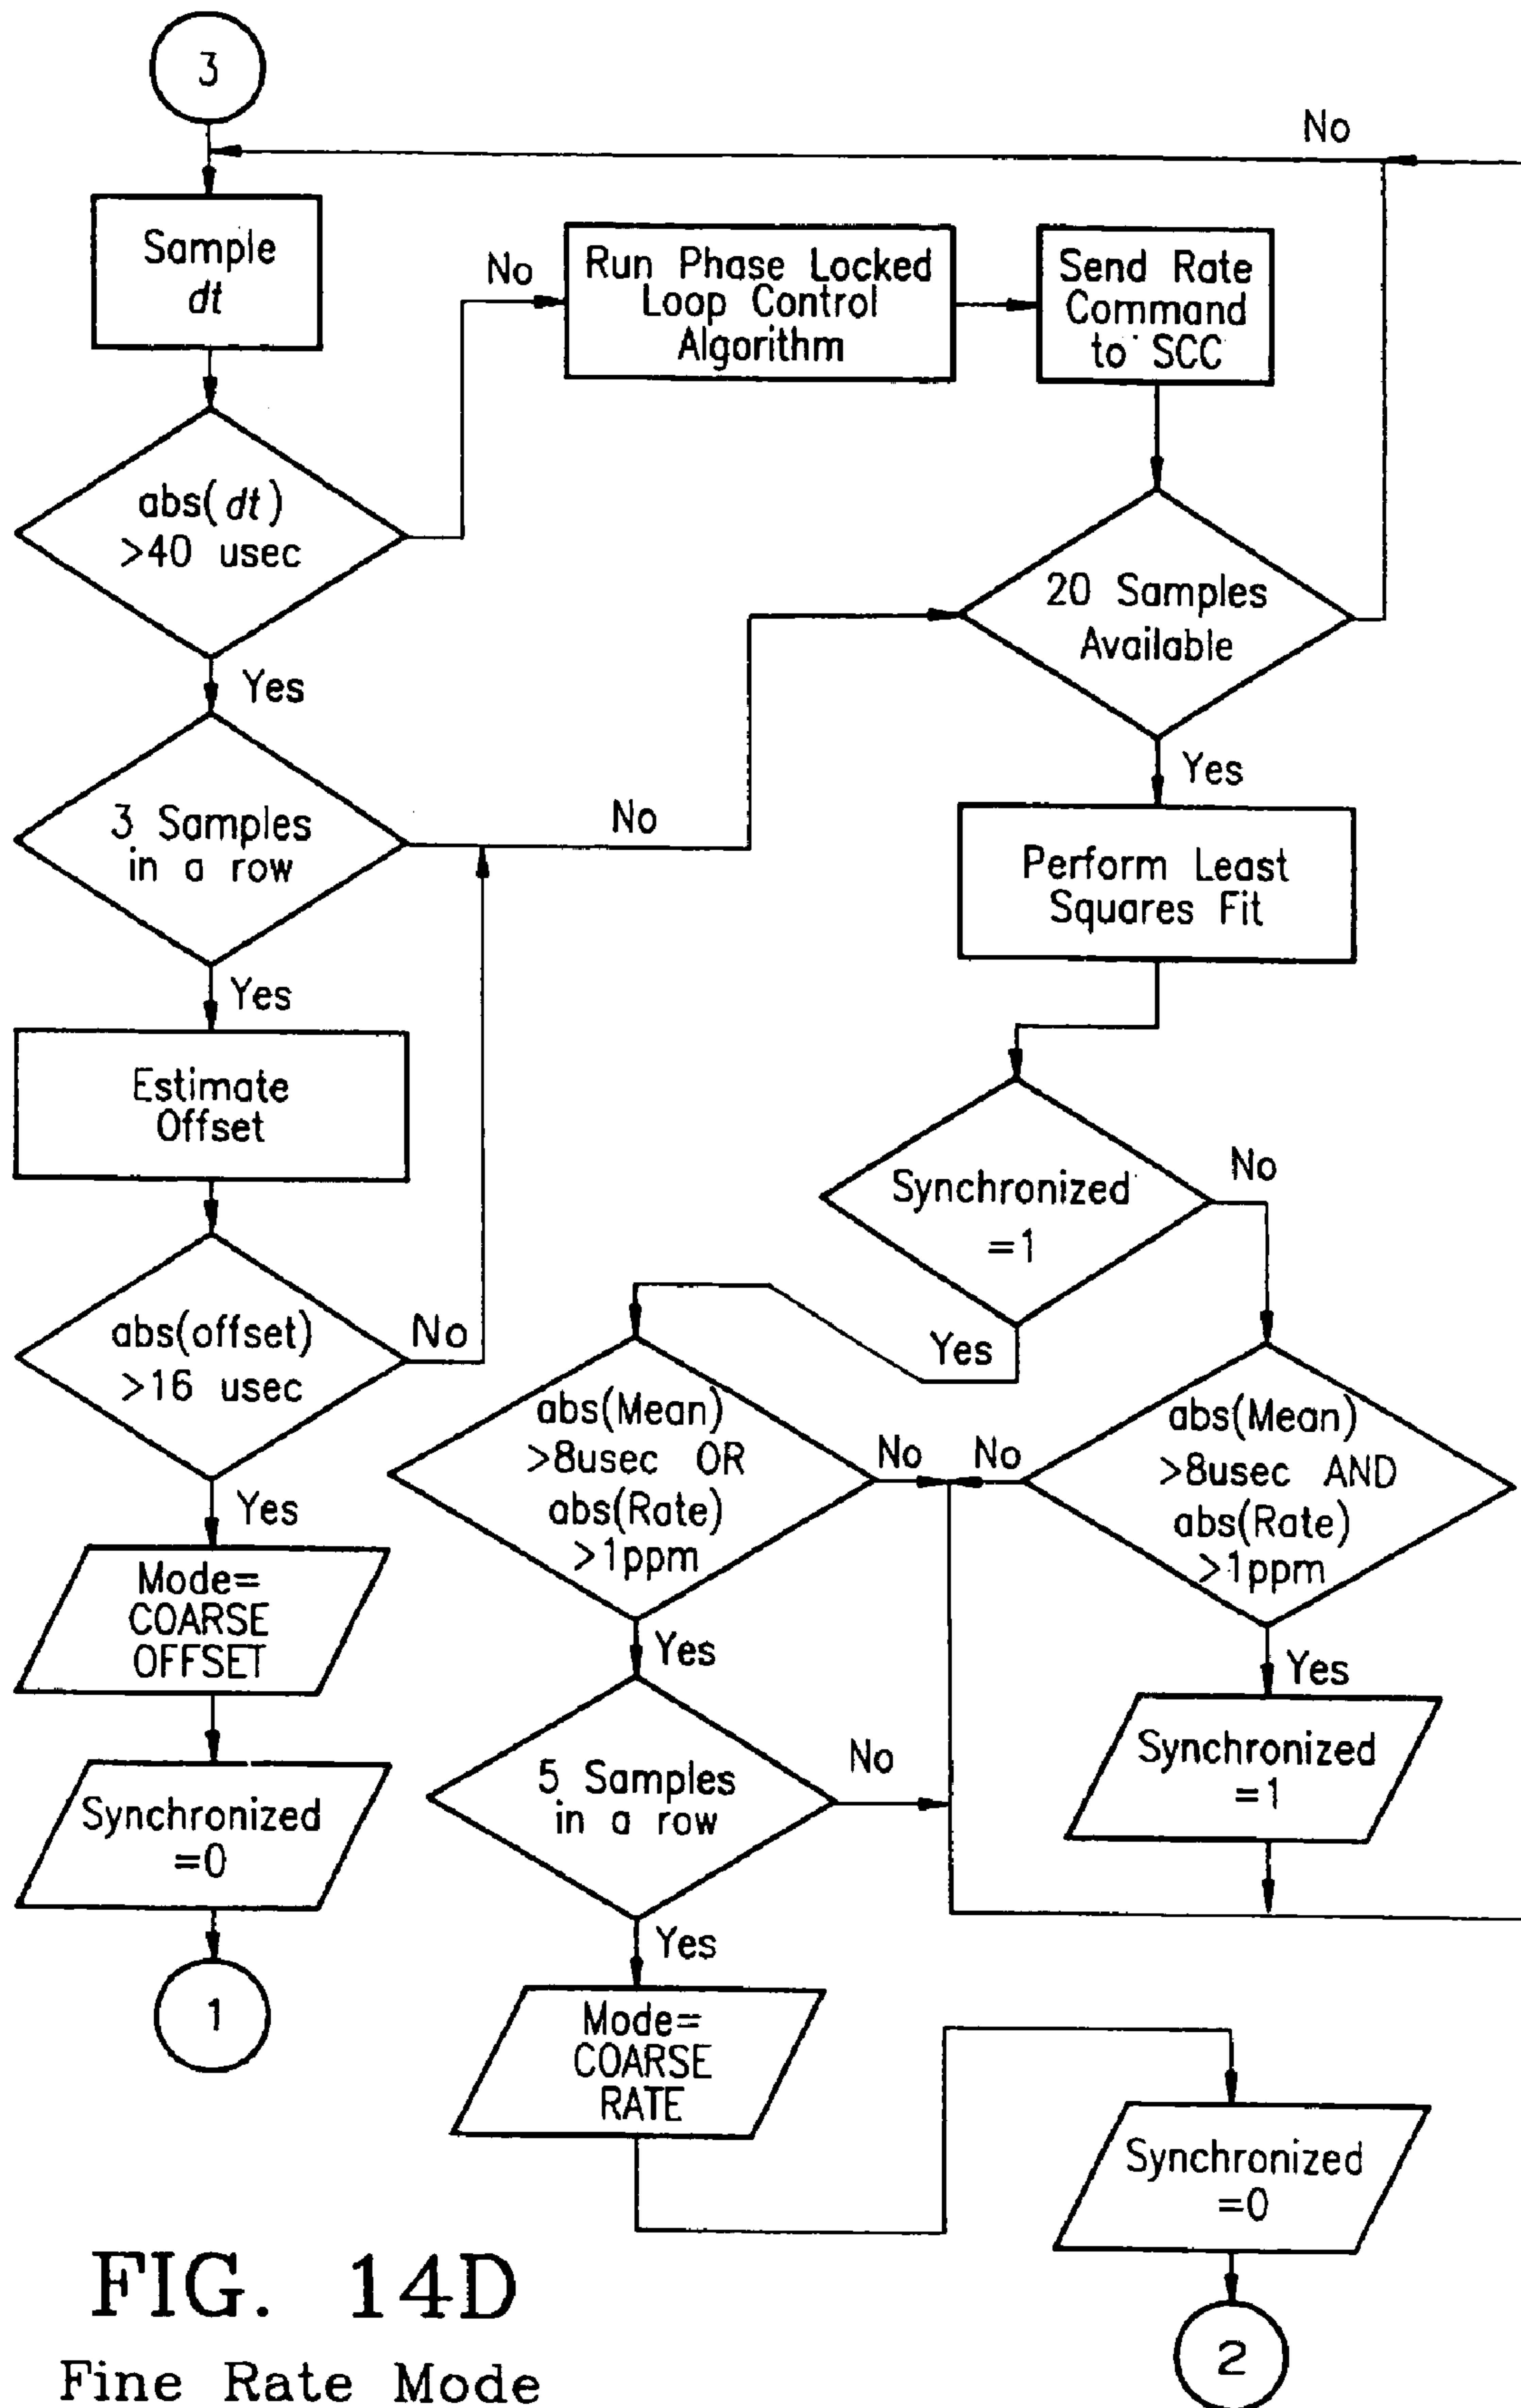 3
No
Sample
dt
No
Run Phase Locked
Loop Control
Algorithm
Send Rate
Command
to SCC
abs(dt)
>40 usec
20 Samples
Available
Yes
Yes
3 Samples
in a row
No
Perform Least
Squares Fit
Yes
Estimate
Offset
Synchronized
=1
No
abs(offset)
>16 usec
No
Yes
abs(Mean)
>8usec OR
abs(Rate)
>1ppm
No
No
abs(Mean)
>8usec AND
abs(Rate)
>1ppm
Yes
Mode=
COARSE
OFFSET
Yes
Yes
Synchronized
=1
5 Samples
in a row
No
Synchronized
=0
Yes
1
Mode=
COARSE
RATE
Synchronized
=0
2
FIG. 14D
Fine Rate Mode